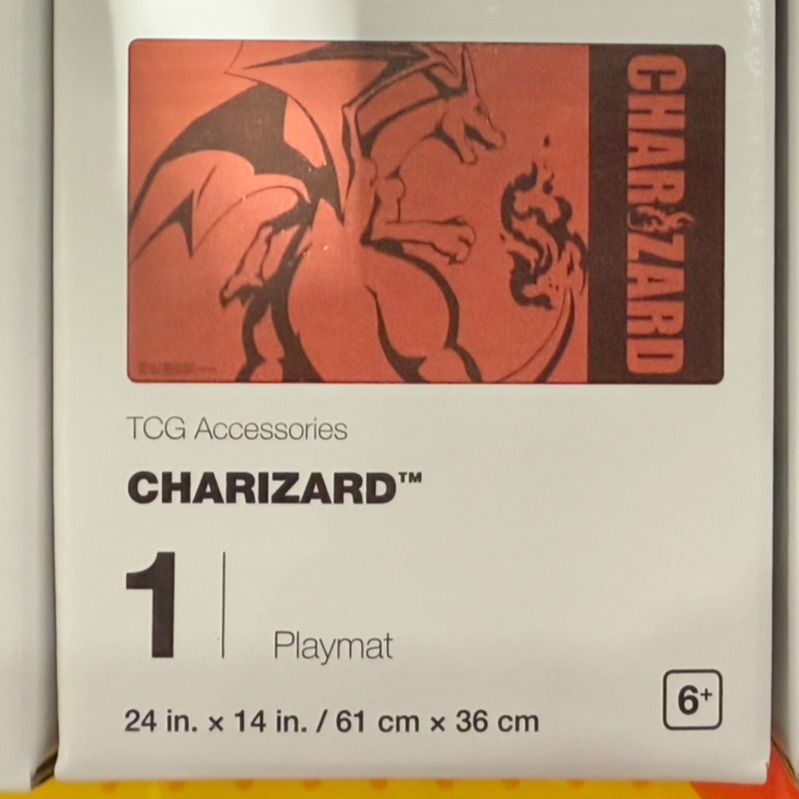 CHARIZARD
TCG Accessories
CHARIZARD™
1
Playmat
24 in. × 14 in. / 61 cm × 36 cm
6+